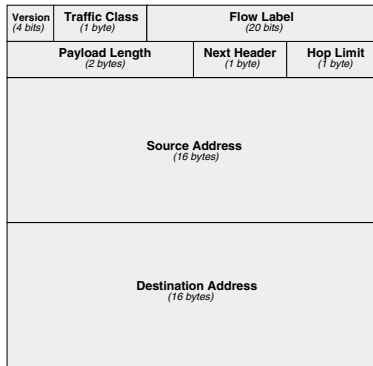 Version Traffic Class Flow Label
(4 bits) (1 byte) (20 bits)
Payload Length Next Header Hop Limit
(2 bytes) (1 byte) (1 byte)
Source Address
(16 bytes)
Destination Address
(16 bytes)